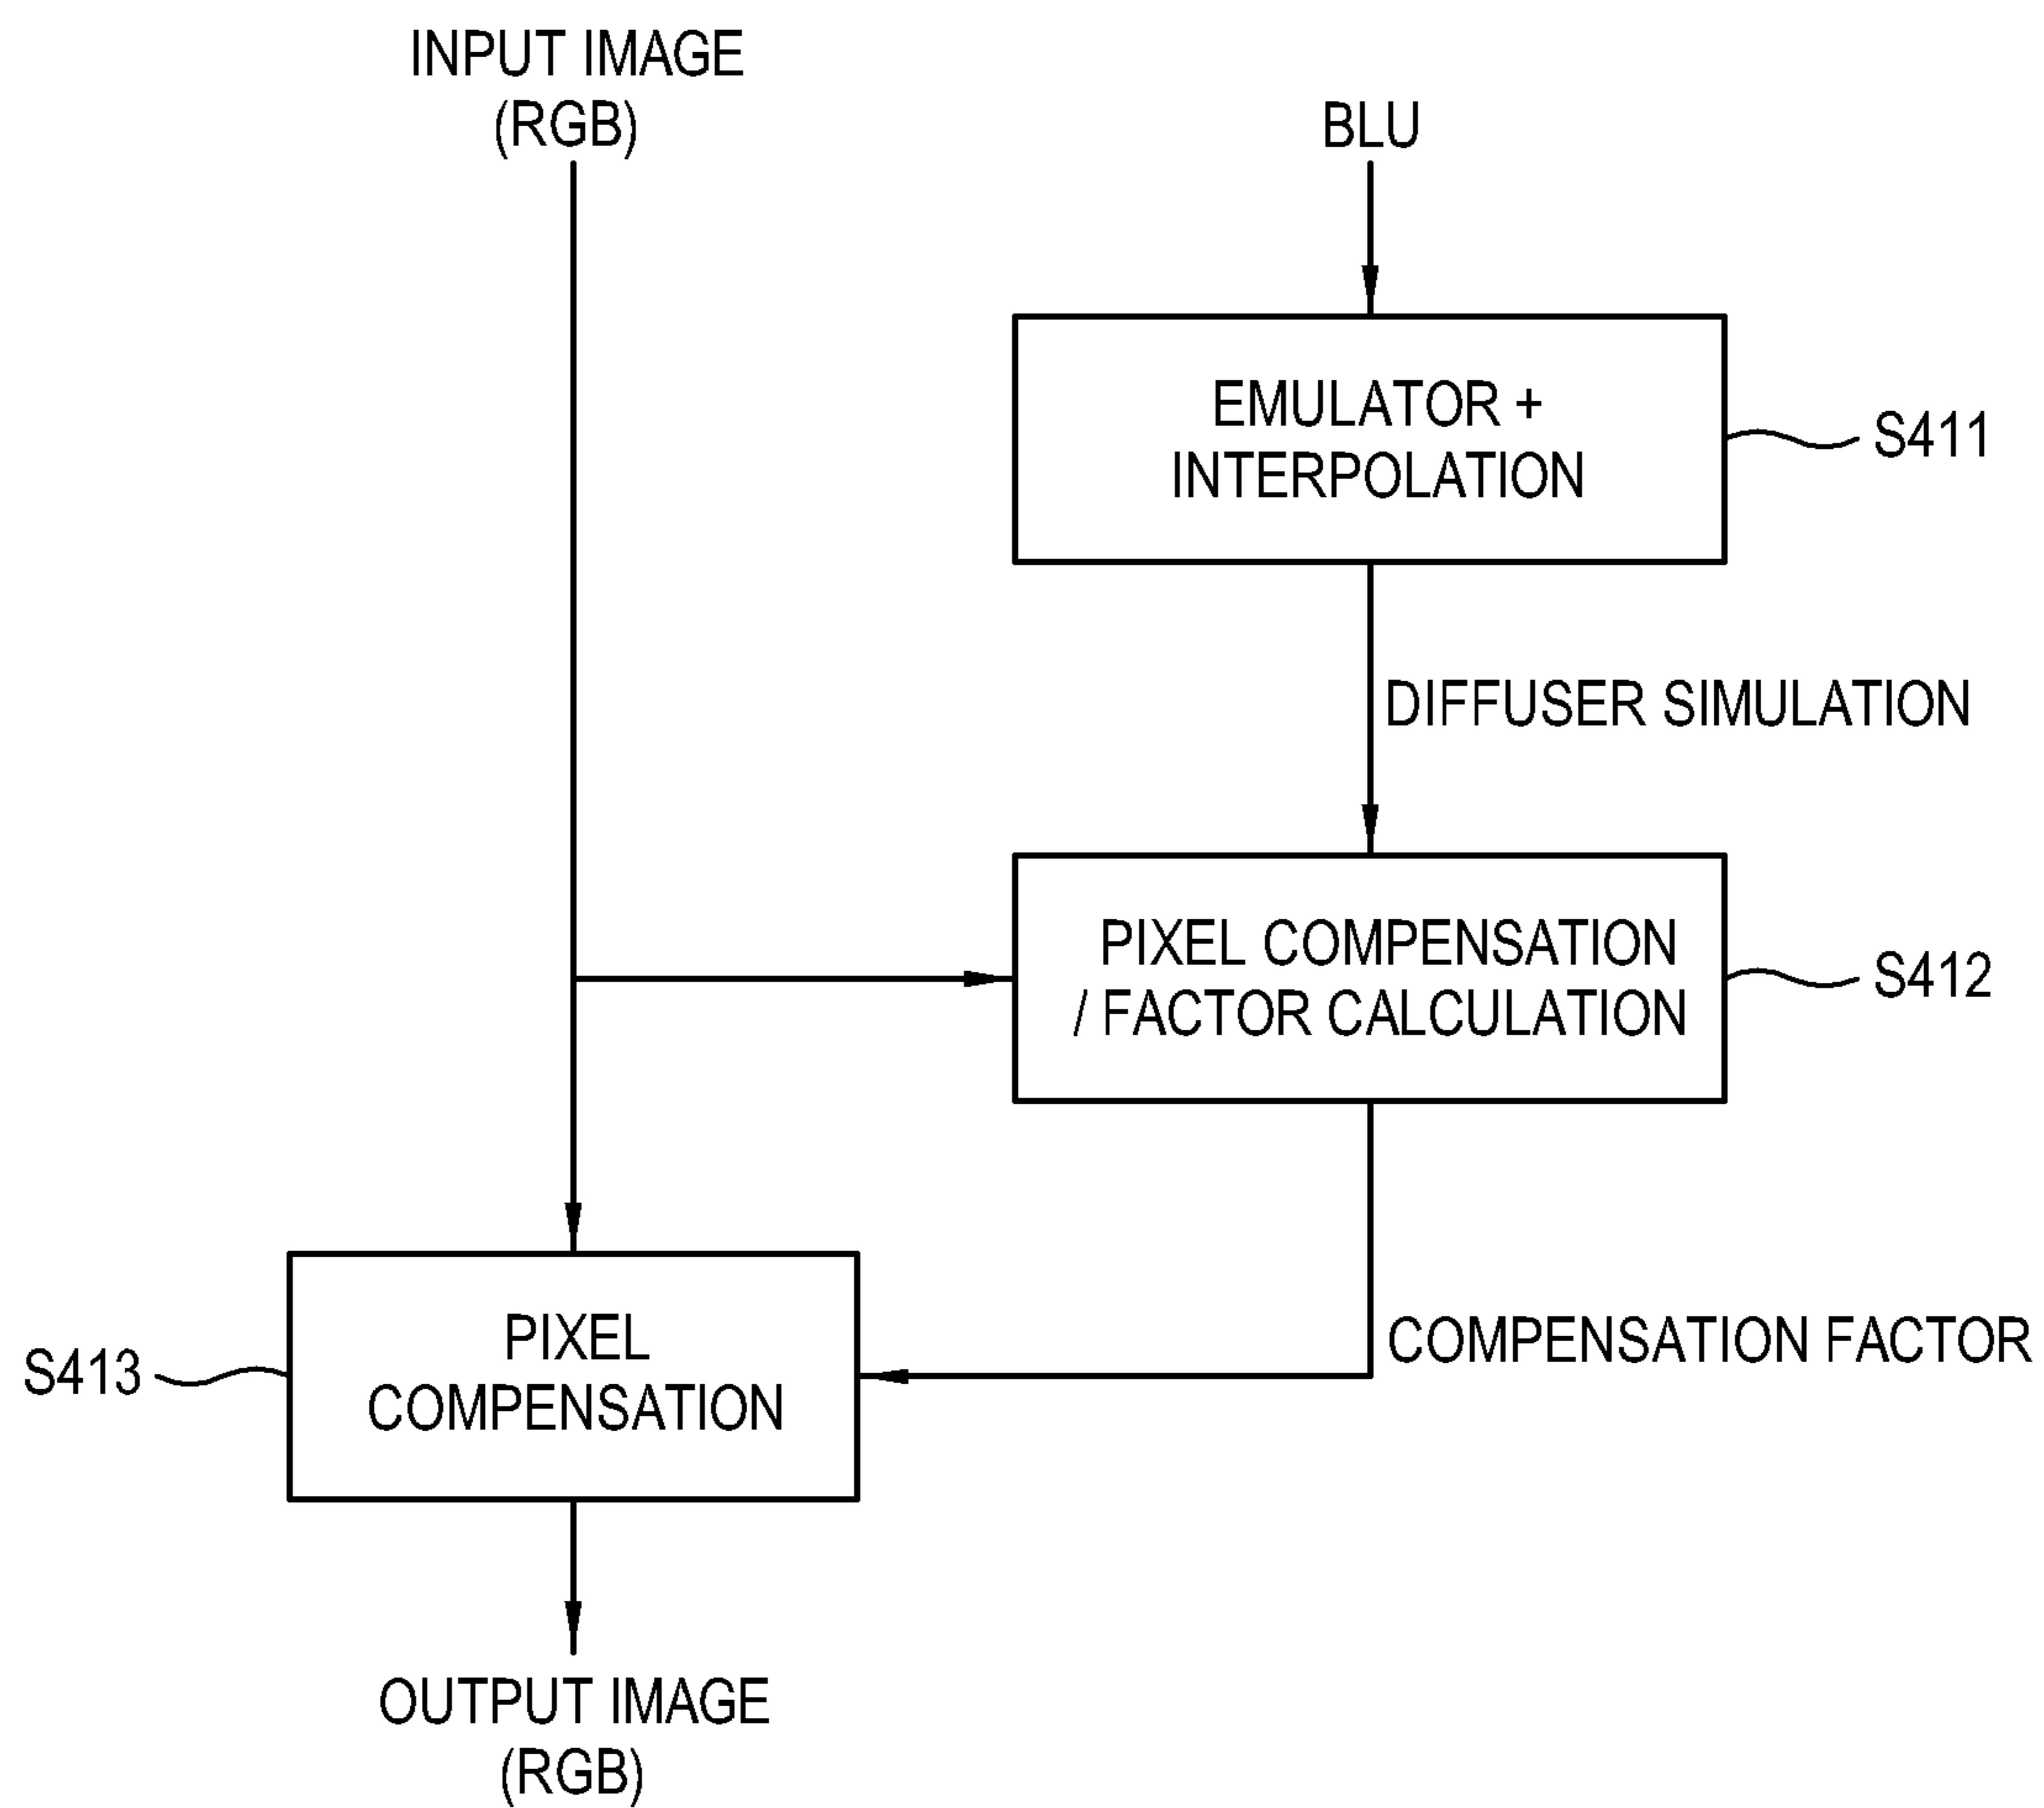 INPUT IMAGE
(RGB)
BLU
EMULATOR +
INTERPOLATION
S411
DIFFUSER SIMULATION
PIXEL COMPENSATION
/ FACTOR CALCULATION
S412
PIXEL
COMPENSATION
S413
COMPENSATION FACTOR
OUTPUT IMAGE
(RGB)